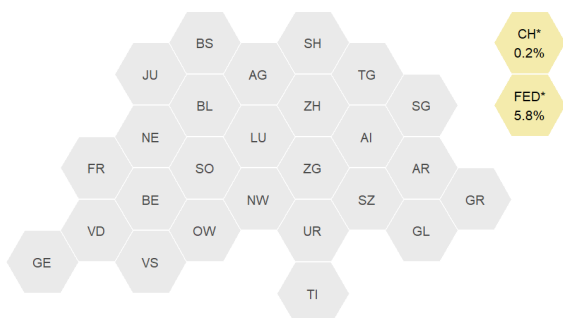 BS
SH
CH*
0.2%
JU
AG
TG
FED*
5.8%
BL
ZH
SG
NE
LU
AI
FR
SO
ZG
AR
BE
NW
SZ
GR
VD
OW
UR
GL
GE
VS
TI